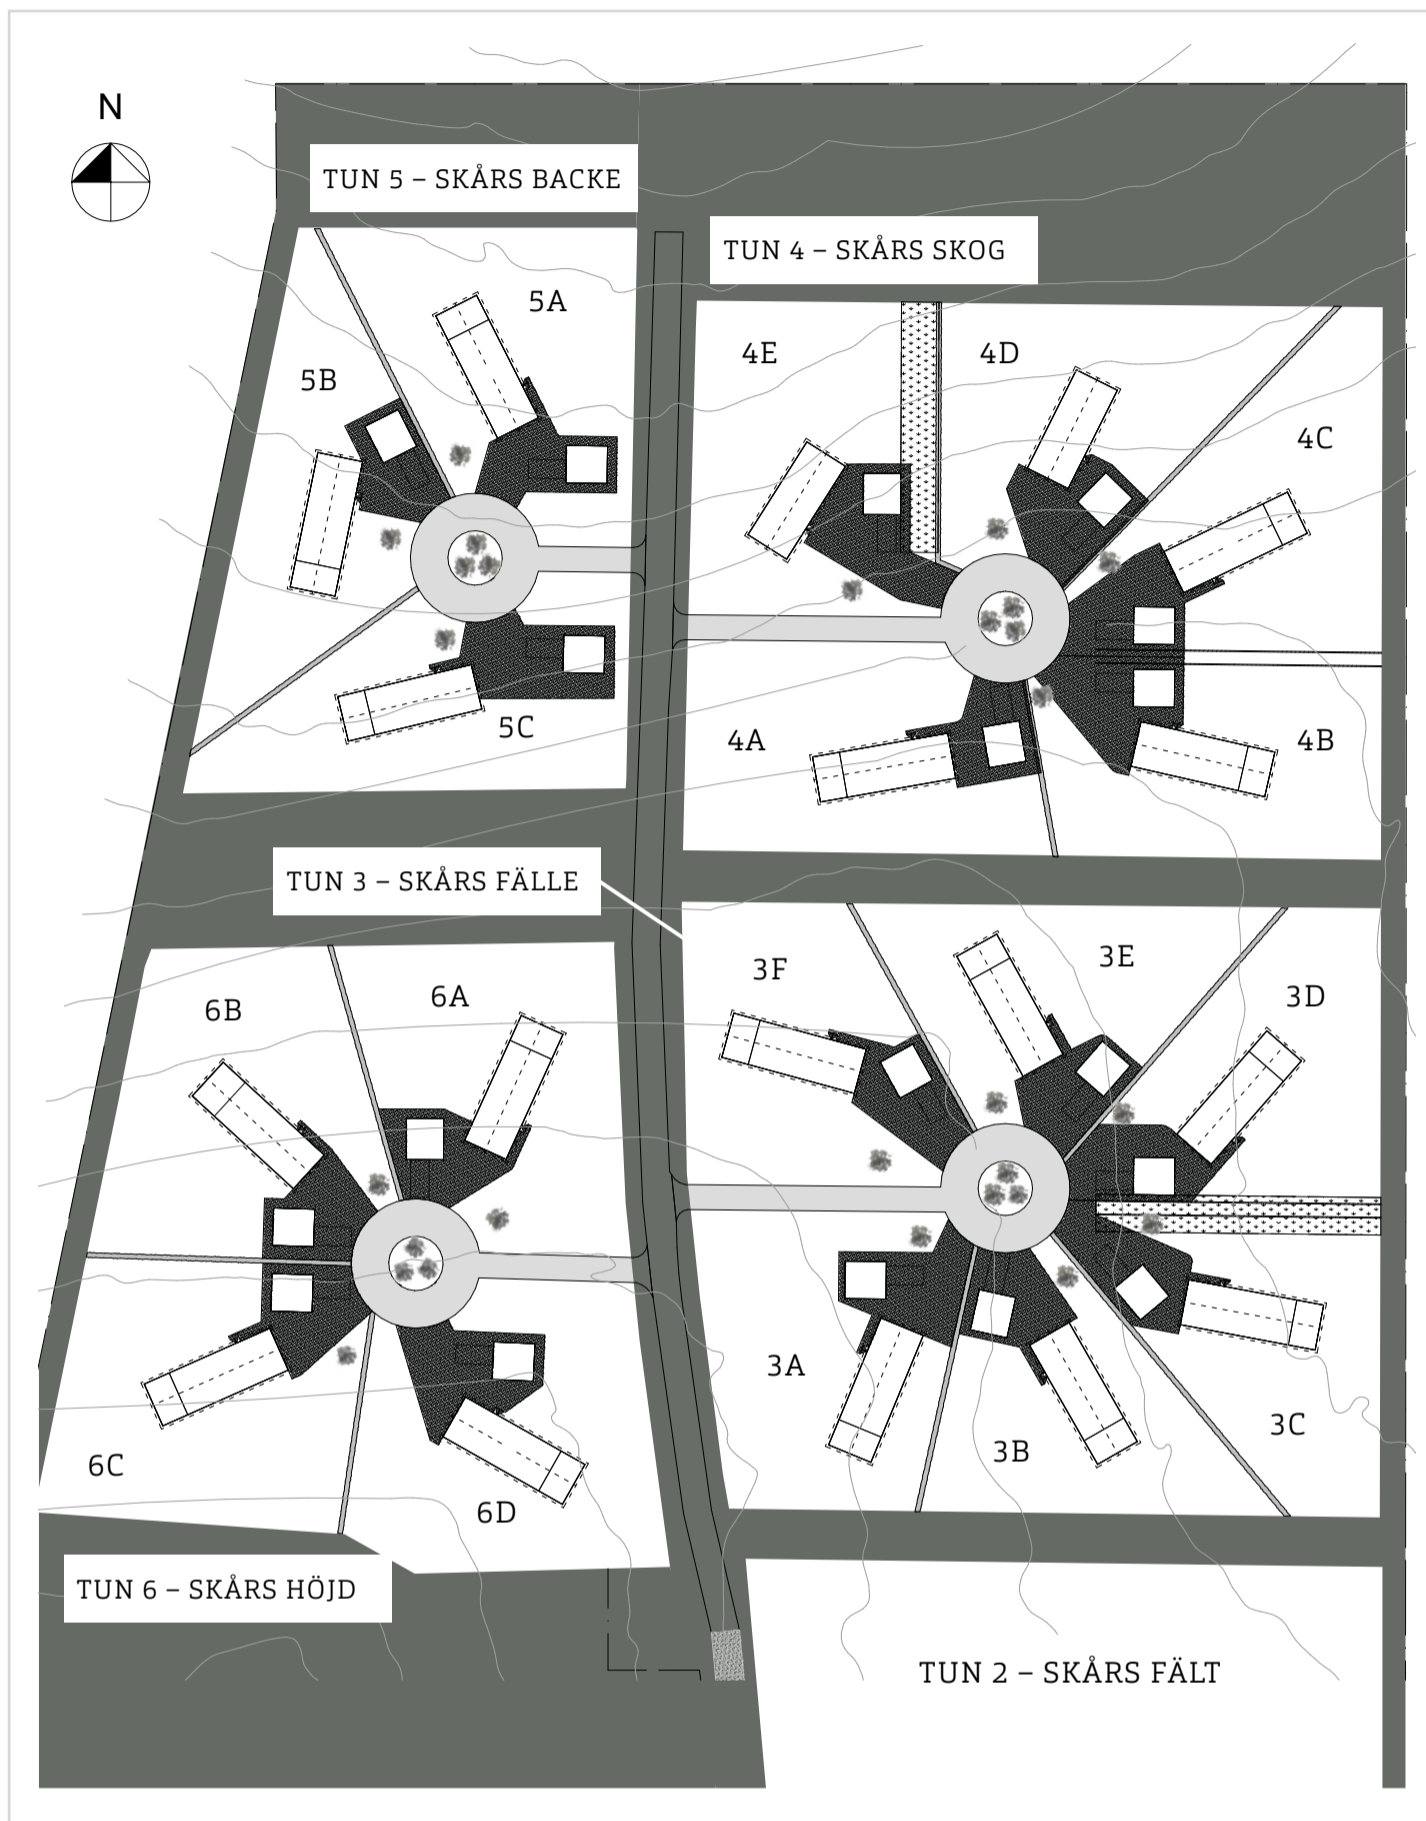 N
TUN 5 – SKÅRS BACKE
TUN 4 – SKÅRS SKOG
5A
5B
5C
4E
4D
4C
4A
4B
TUN 3 – SKÅRS FÄLLE
6B
6A
6C
6D
3F
3E
3D
3A
3B
3C
TUN 6 – SKÅRS HÖJD
TUN 2 – SKÅRS FÄLT